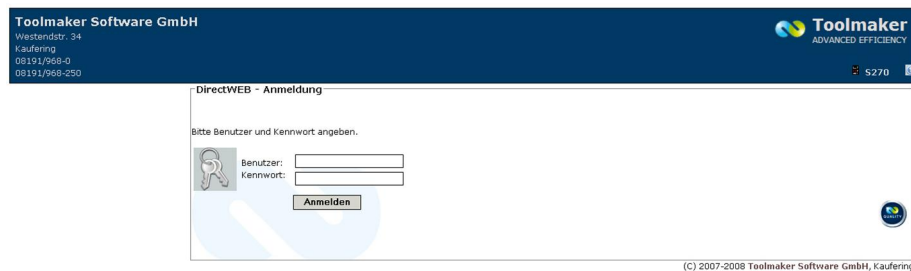 Toolmaker Software GmbH
Westendstr. 34
Kaufering
08191/968-0
08191/968-250
Toolmaker
ADVANCED EFFICIENCY
S270
DirectWEB - Anmeldung
Bitte Benutzer und Kennwort angeben.
Benutzer:
Kennwort:
Anmelden
QUALITY
(C) 2007-2008 Toolmaker Software GmbH, Kaufering